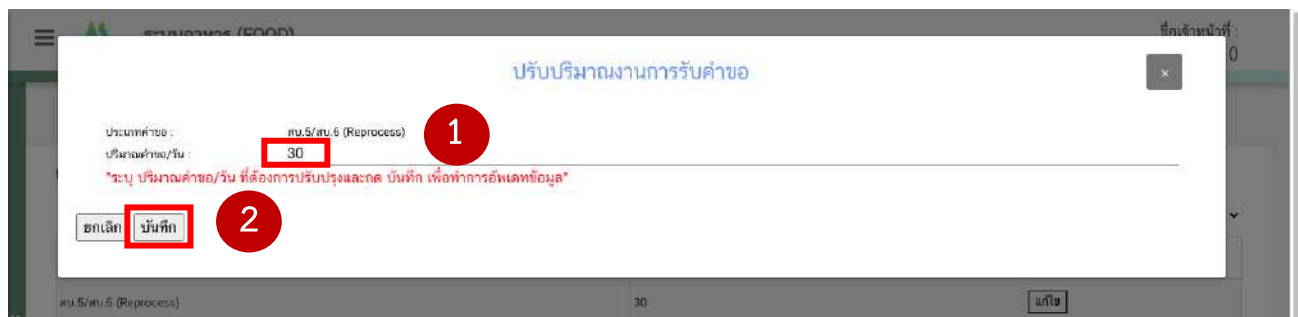 ระบบอาหาร (FOOD)
ชื่อเจ้าหน้าที่ :
0
ปรับปริมาณงานการรับคำขอ
×
ประเภทคำขอ : สบ.5/สบ.6 (Reprocess)
1
ปริมาณคำขอ/วัน : 30
*ระบุ ปริมาณคำขอ/วัน ที่ต้องการปรับปรุงและกด บันทึก เพื่อทำการอัพเดทข้อมูล*
ยกเลิก บันทึก
2
สบ.5/สบ.6 (Reprocess) 30 แก้ไข